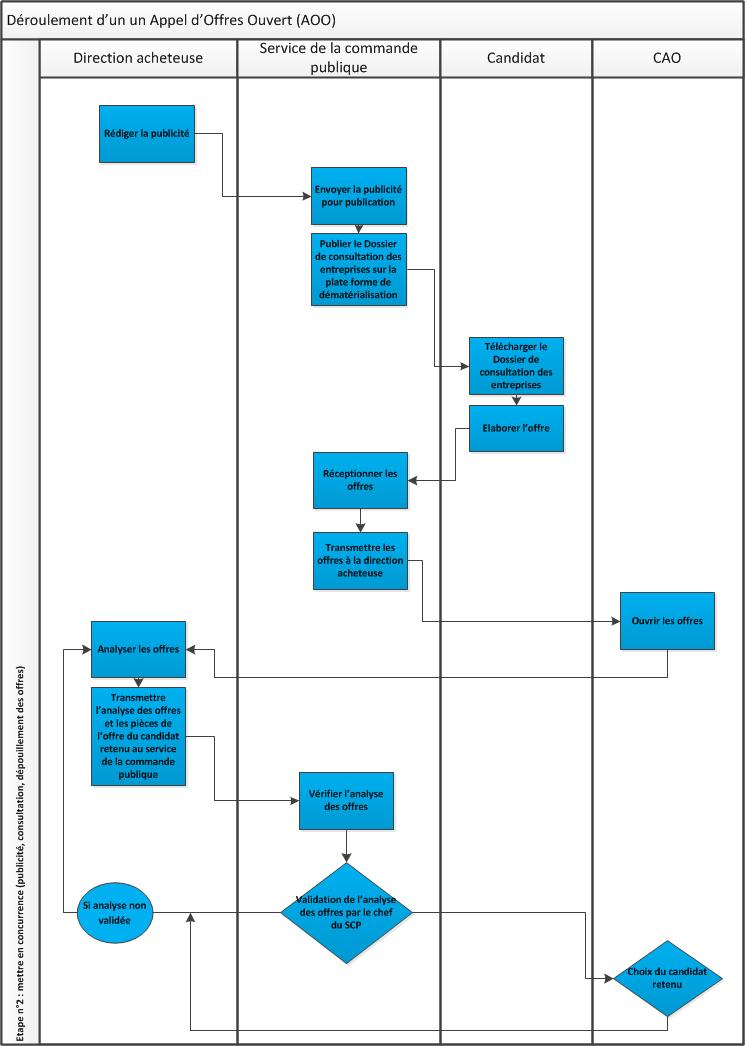 Déroulement d’un un Appel d’Offres Ouvert (AOO)
Direction acheteuse
Service de la commande
publique
Candidat
CAO
Etape n°2 : mettre en concurrence (publicité, consultation, dépouillement des offres)
Rédiger la publicité
Envoyer la publicité
pour publication
Publier le Dossier
de consultation des
entreprises sur la
plate forme de
dématérialisation
Télécharger le
Dossier de
consultation des
entreprises
Elaborer l’offre
Réceptionner les
offres
Transmettre les
offres à la direction
acheteuse
Ouvrir les offres
Analyser les offres
Transmettre
l’analyse des offres
et les pièces de
l’offre du candidat
retenu au service
de la commande
publique
Vérifier l’analyse
des offres
Validation de l’analyse
des offres par le chef
du SCP
Si analyse non
validée
Choix du candidat
retenu